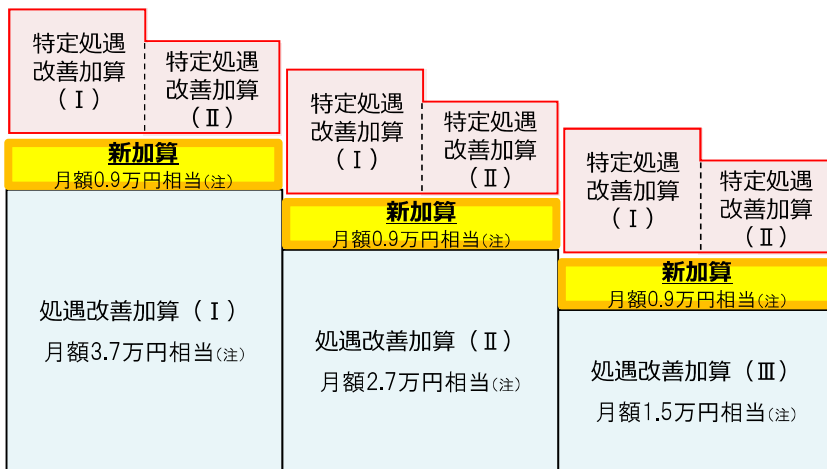 特定処遇
改善加算
（Ⅰ）
特定処遇
改善加算
（Ⅱ）
新加算
月額0.9万円相当(注)
処遇改善加算（Ⅰ）
月額3.7万円相当(注)
特定処遇
改善加算
（Ⅰ）
特定処遇
改善加算
（Ⅱ）
新加算
月額0.9万円相当(注)
処遇改善加算（Ⅱ）
月額2.7万円相当(注)
特定処遇
改善加算
（Ⅰ）
特定処遇
改善加算
（Ⅱ）
新加算
月額0.9万円相当(注)
処遇改善加算（Ⅲ）
月額1.5万円相当(注)